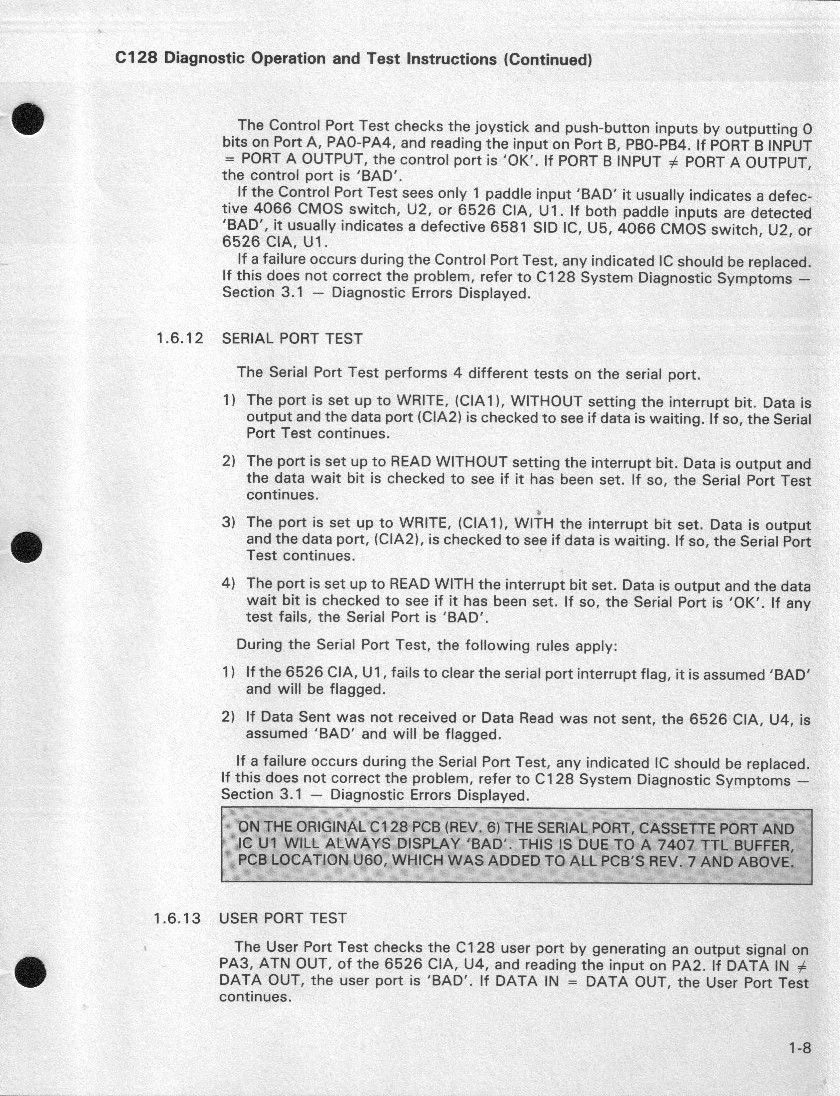 C128 Diagnostic Operation and Test Instructions (Continued)
The Control Port Test checks the joystick and push-button inputs by outputting 0
bits on Port A, PA0-PA4, and reading the input on Port B, PB0-PB4. If PORT B INPUT
= PORT A OUTPUT, the control port is 'OK'. If PORT B INPUT ≠ PORT A OUTPUT,
the control port is 'BAD'.
If the Control Port Test sees only 1 paddle input 'BAD' it usually indicates a defec-
tive 4066 CMOS switch, U2, or 6526 CIA, U1. If both paddle inputs are detected
'BAD', it usually indicates a defective 6581 SID IC, U5, 4066 CMOS switch, U2, or
6526 CIA, U1.
If a failure occurs during the Control Port Test, any indicated IC should be replaced.
If this does not correct the problem, refer to C128 System Diagnostic Symptoms —
Section 3.1 — Diagnostic Errors Displayed.
1.6.12 SERIAL PORT TEST
The Serial Port Test performs 4 different tests on the serial port.
1) The port is set up to WRITE, (CIA1), WITHOUT setting the interrupt bit. Data is
output and the data port (CIA2) is checked to see if data is waiting. If so, the Serial
Port Test continues.
2) The port is set up to READ WITHOUT setting the interrupt bit. Data is output and
the data wait bit is checked to see if it has been set. If so, the Serial Port Test
continues.
3) The port is set up to WRITE, (CIA1), WITH the interrupt bit set. Data is output
and the data port, (CIA2), is checked to see if data is waiting. If so, the Serial Port
Test continues.
4) The port is set up to READ WITH the interrupt bit set. Data is output and the data
wait bit is checked to see if it has been set. If so, the Serial Port is 'OK'. If any
test fails, the Serial Port is 'BAD'.
During the Serial Port Test, the following rules apply:
1) If the 6526 CIA, U1, fails to clear the serial port interrupt flag, it is assumed 'BAD'
and will be flagged.
2) If Data Sent was not received or Data Read was not sent, the 6526 CIA, U4, is
assumed 'BAD' and will be flagged.
If a failure occurs during the Serial Port Test, any indicated IC should be replaced.
If this does not correct the problem, refer to C128 System Diagnostic Symptoms —
Section 3.1 — Diagnostic Errors Displayed.
ON THE ORIGINAL C128 PCB (REV. 6) THE SERIAL PORT, CASSETTE PORT AND
IC U1 WILL ALWAYS DISPLAY 'BAD'. THIS IS DUE TO A 7407 TTL BUFFER,
PCB LOCATION U60, WHICH WAS ADDED TO ALL PCB'S REV. 7 AND ABOVE.
1.6.13 USER PORT TEST
The User Port Test checks the C128 user port by generating an output signal on
PA3, ATN OUT, of the 6526 CIA, U4, and reading the input on PA2. If DATA IN ≠
DATA OUT, the user port is 'BAD'. If DATA IN = DATA OUT, the User Port Test
continues.
1-8